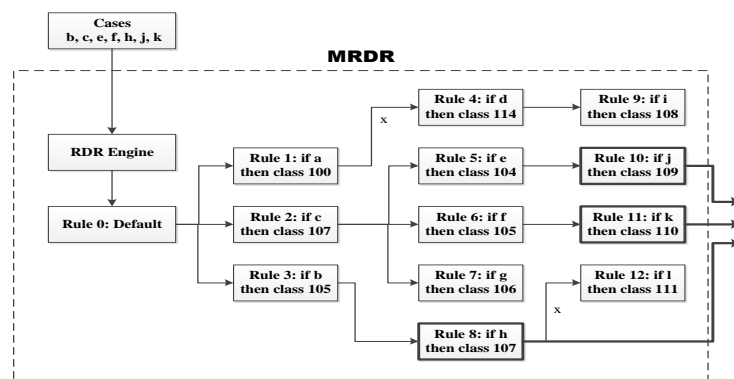 Cases
b, c, e, f, h, j, k
MRDR
RDR Engine
Rule 0: Default
Rule 1: if a
then class 100
Rule 2: if c
then class 107
Rule 3: if b
then class 105
x
Rule 4: if d
then class 114
Rule 5: if e
then class 104
Rule 6: if f
then class 105
Rule 7: if g
then class 106
Rule 8: if h
then class 107
Rule 9: if i
then class 108
Rule 10: if j
then class 109
Rule 11: if k
then class 110
Rule 12: if l
then class 111
x